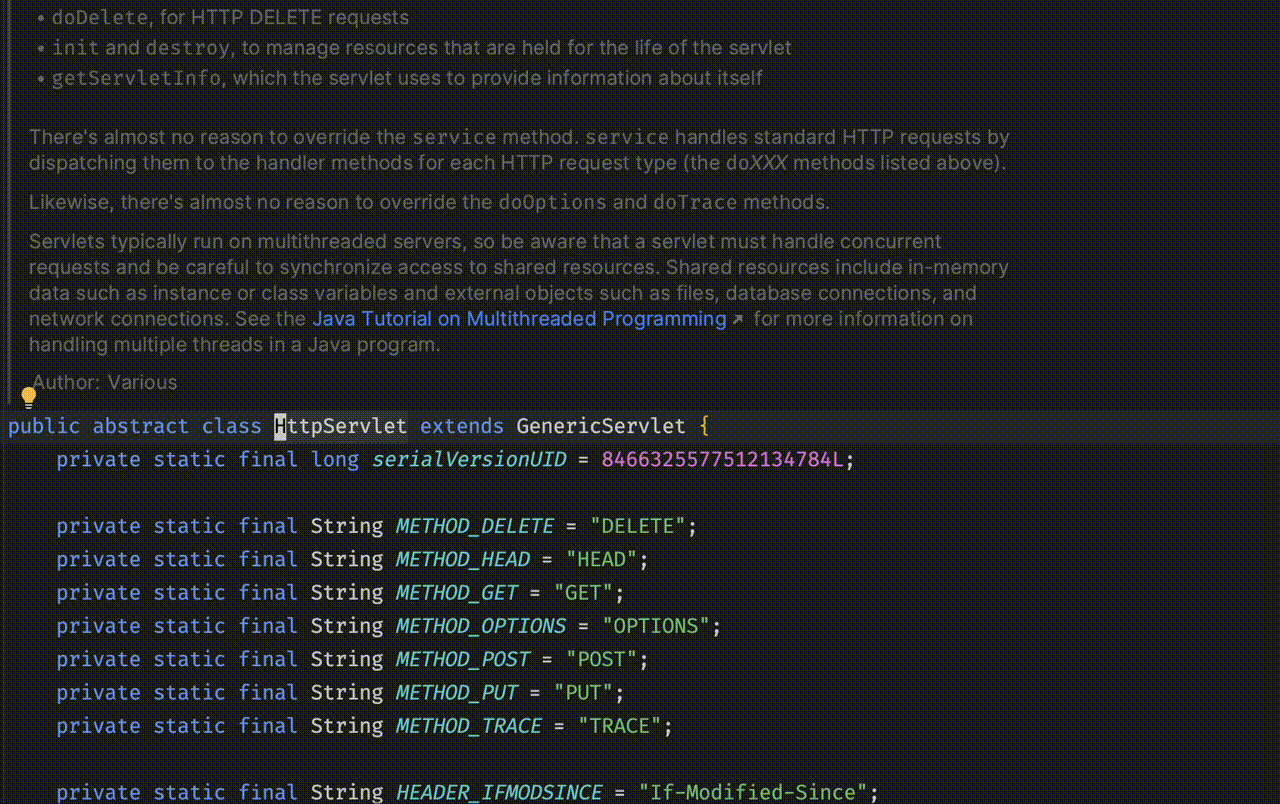 • doDelete, for HTTP DELETE requests
• init and destroy, to manage resources that are held for the life of the servlet
• getServletInfo, which the servlet uses to provide information about itself
There's almost no reason to override the service method. service handles standard HTTP requests by
dispatching them to the handler methods for each HTTP request type (the doXXX methods listed above).
Likewise, there's almost no reason to override the doOptions and doTrace methods.
Servlets typically run on multithreaded servers, so be aware that a servlet must handle concurrent
requests and be careful to synchronize access to shared resources. Shared resources include in-memory
data such as instance or class variables and external objects such as files, database connections, and
network connections. See the Java Tutorial on Multithreaded Programming for more information on
handling multiple threads in a Java program.
Author: Various
public abstract class HttpServlet extends GenericServlet {
    private static final long serialVersionUID = 8466325577512134784L;
    private static final String METHOD_DELETE = "DELETE";
    private static final String METHOD_HEAD = "HEAD";
    private static final String METHOD_GET = "GET";
    private static final String METHOD_OPTIONS = "OPTIONS";
    private static final String METHOD_POST = "POST";
    private static final String METHOD_PUT = "PUT";
    private static final String METHOD_TRACE = "TRACE";
    private static final String HEADER_IFMODSINCE = "If-Modified-Since";